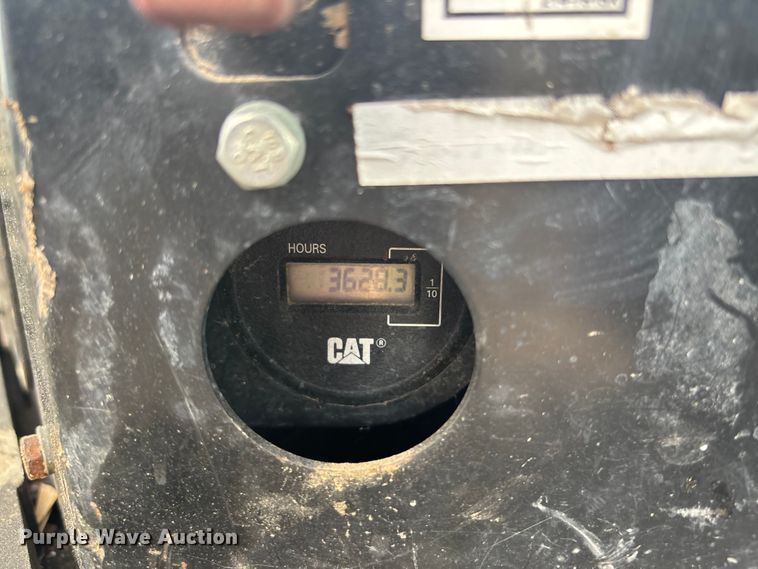 HOURS
3629.3
1
10
CAT®
Purple Wave Auction